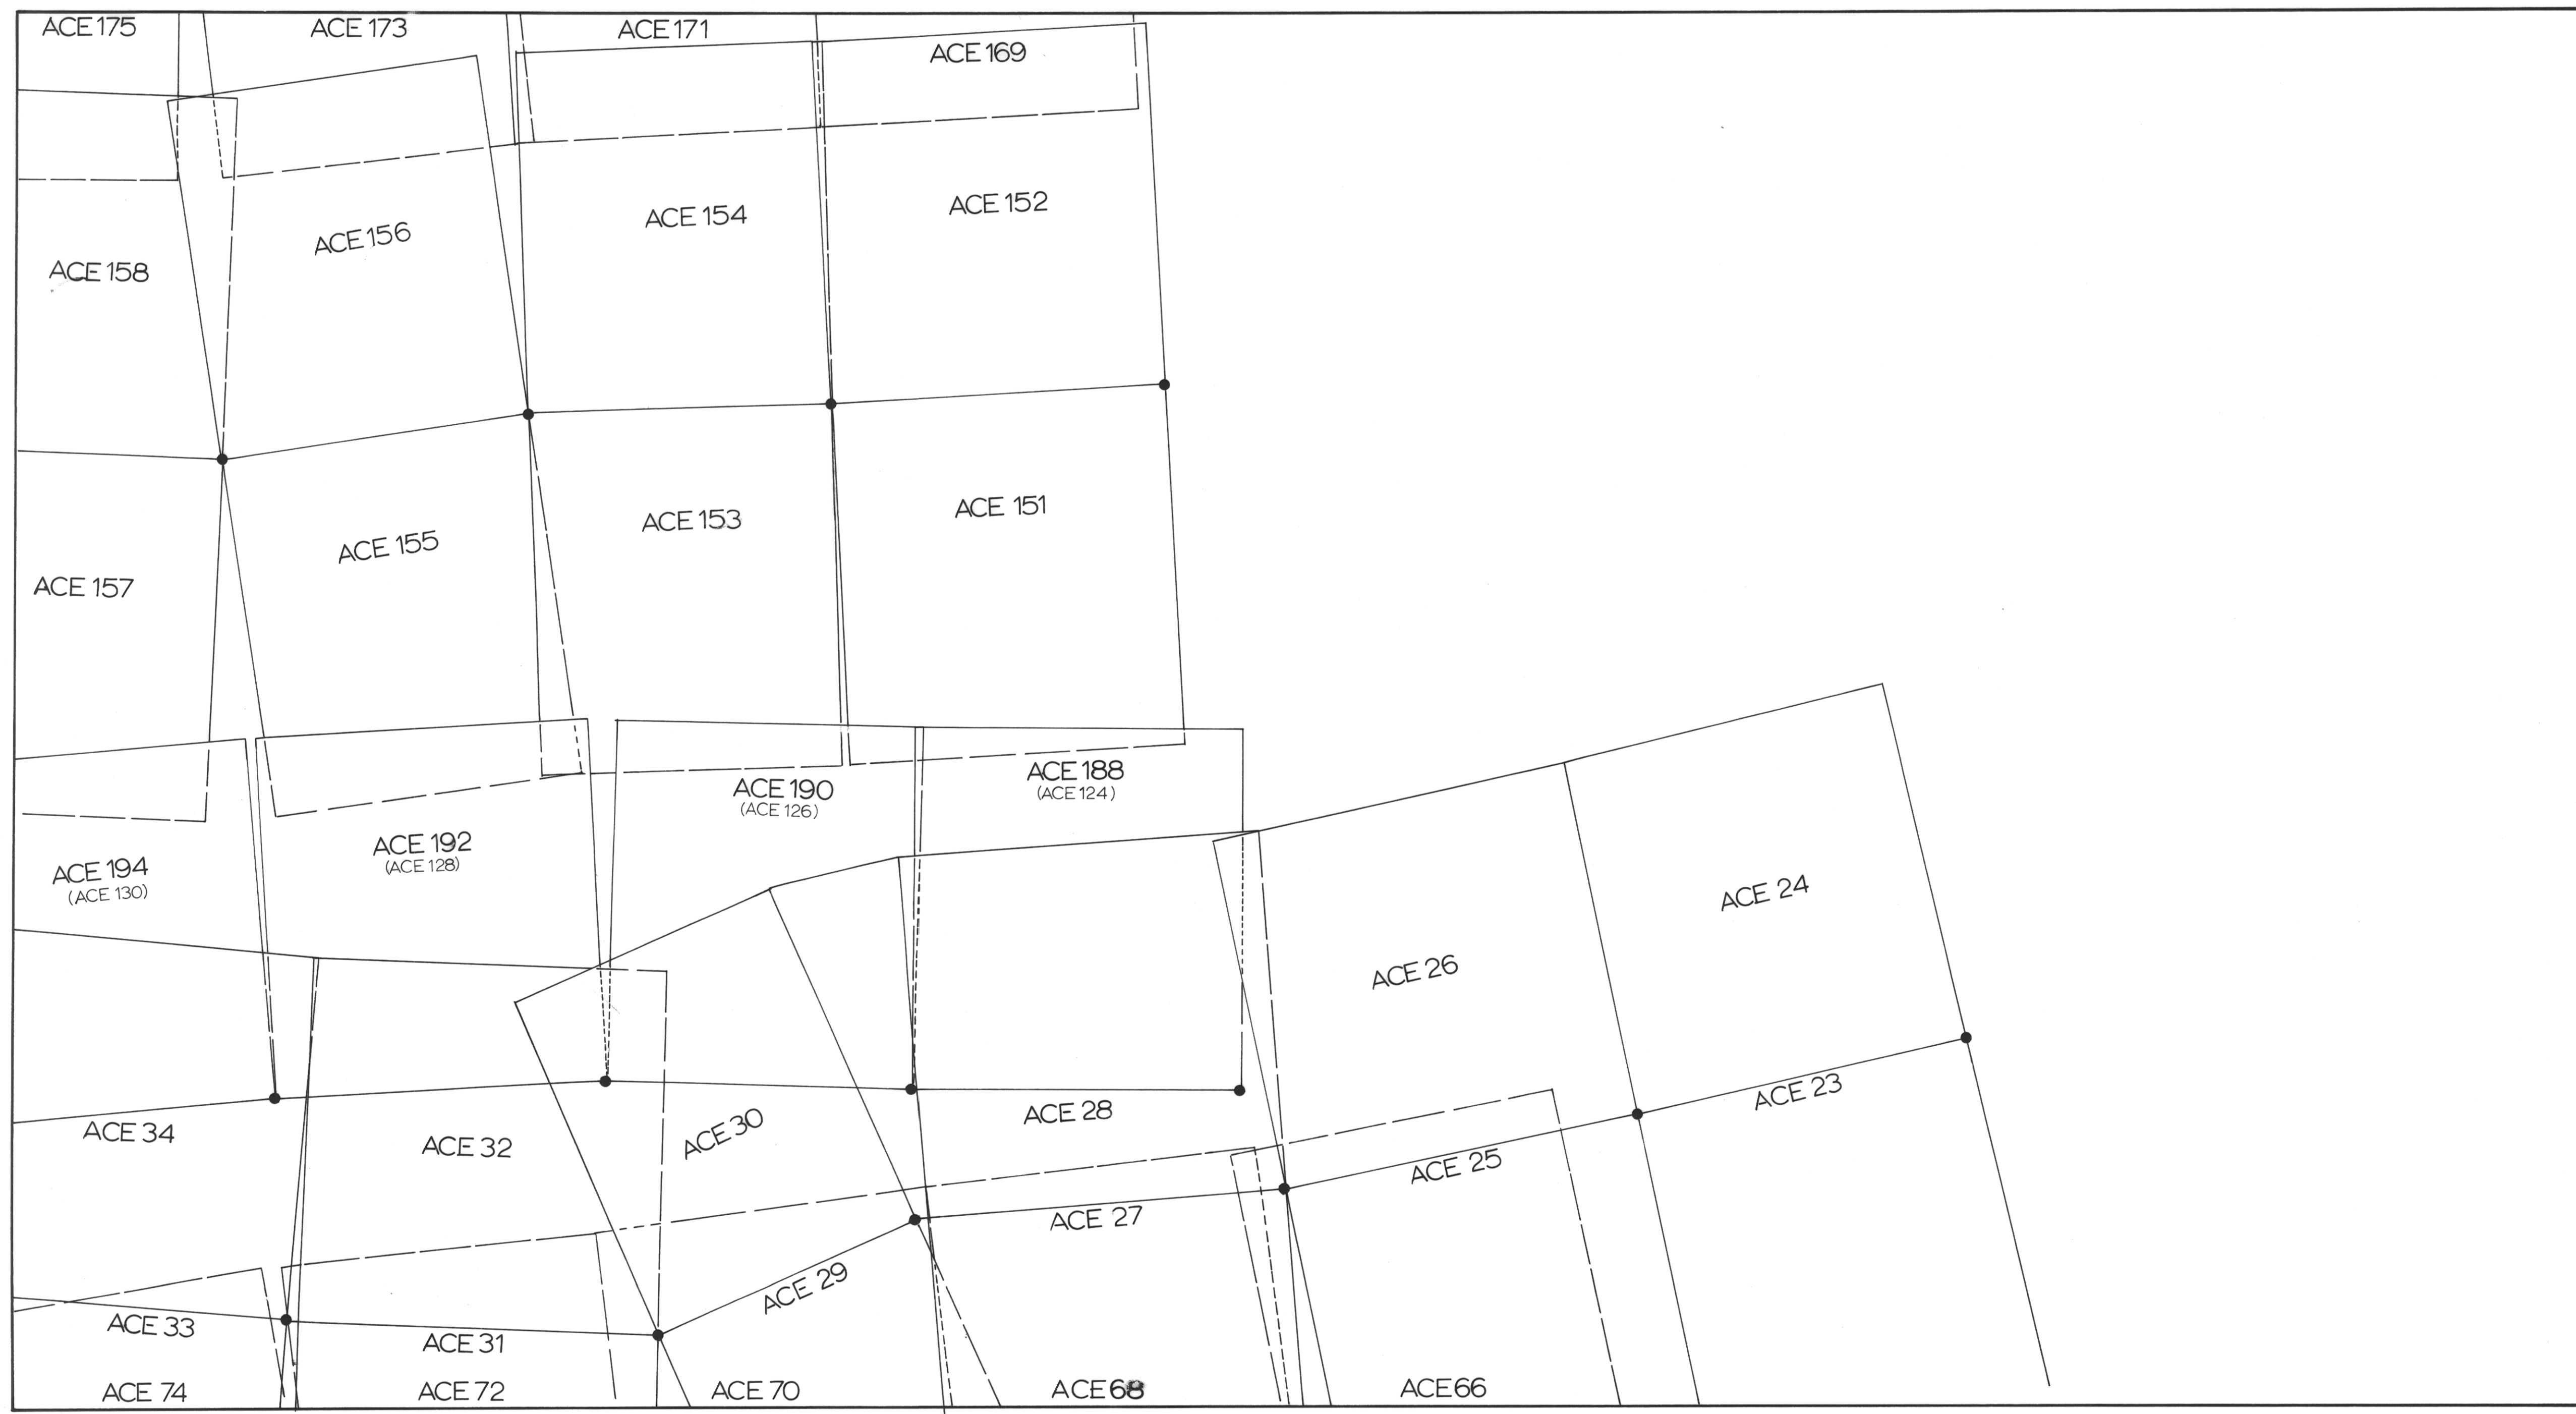 ACE 175
ACE 173
ACE 171
ACE 169
ACE 158
ACE 156
ACE 154
ACE 152
ACE 157
ACE 155
ACE 153
ACE 151
ACE 194
(ACE 130)
ACE 192
(ACE 128)
ACE 190
(ACE 126)
ACE 188
(ACE 124)
ACE 26
ACE 24
ACE 34
ACE 32
ACE 30
ACE 28
ACE 25
ACE 23
ACE 33
ACE 31
ACE 29
ACE 27
ACE 74
ACE 72
ACE 70
ACE 68
ACE 66